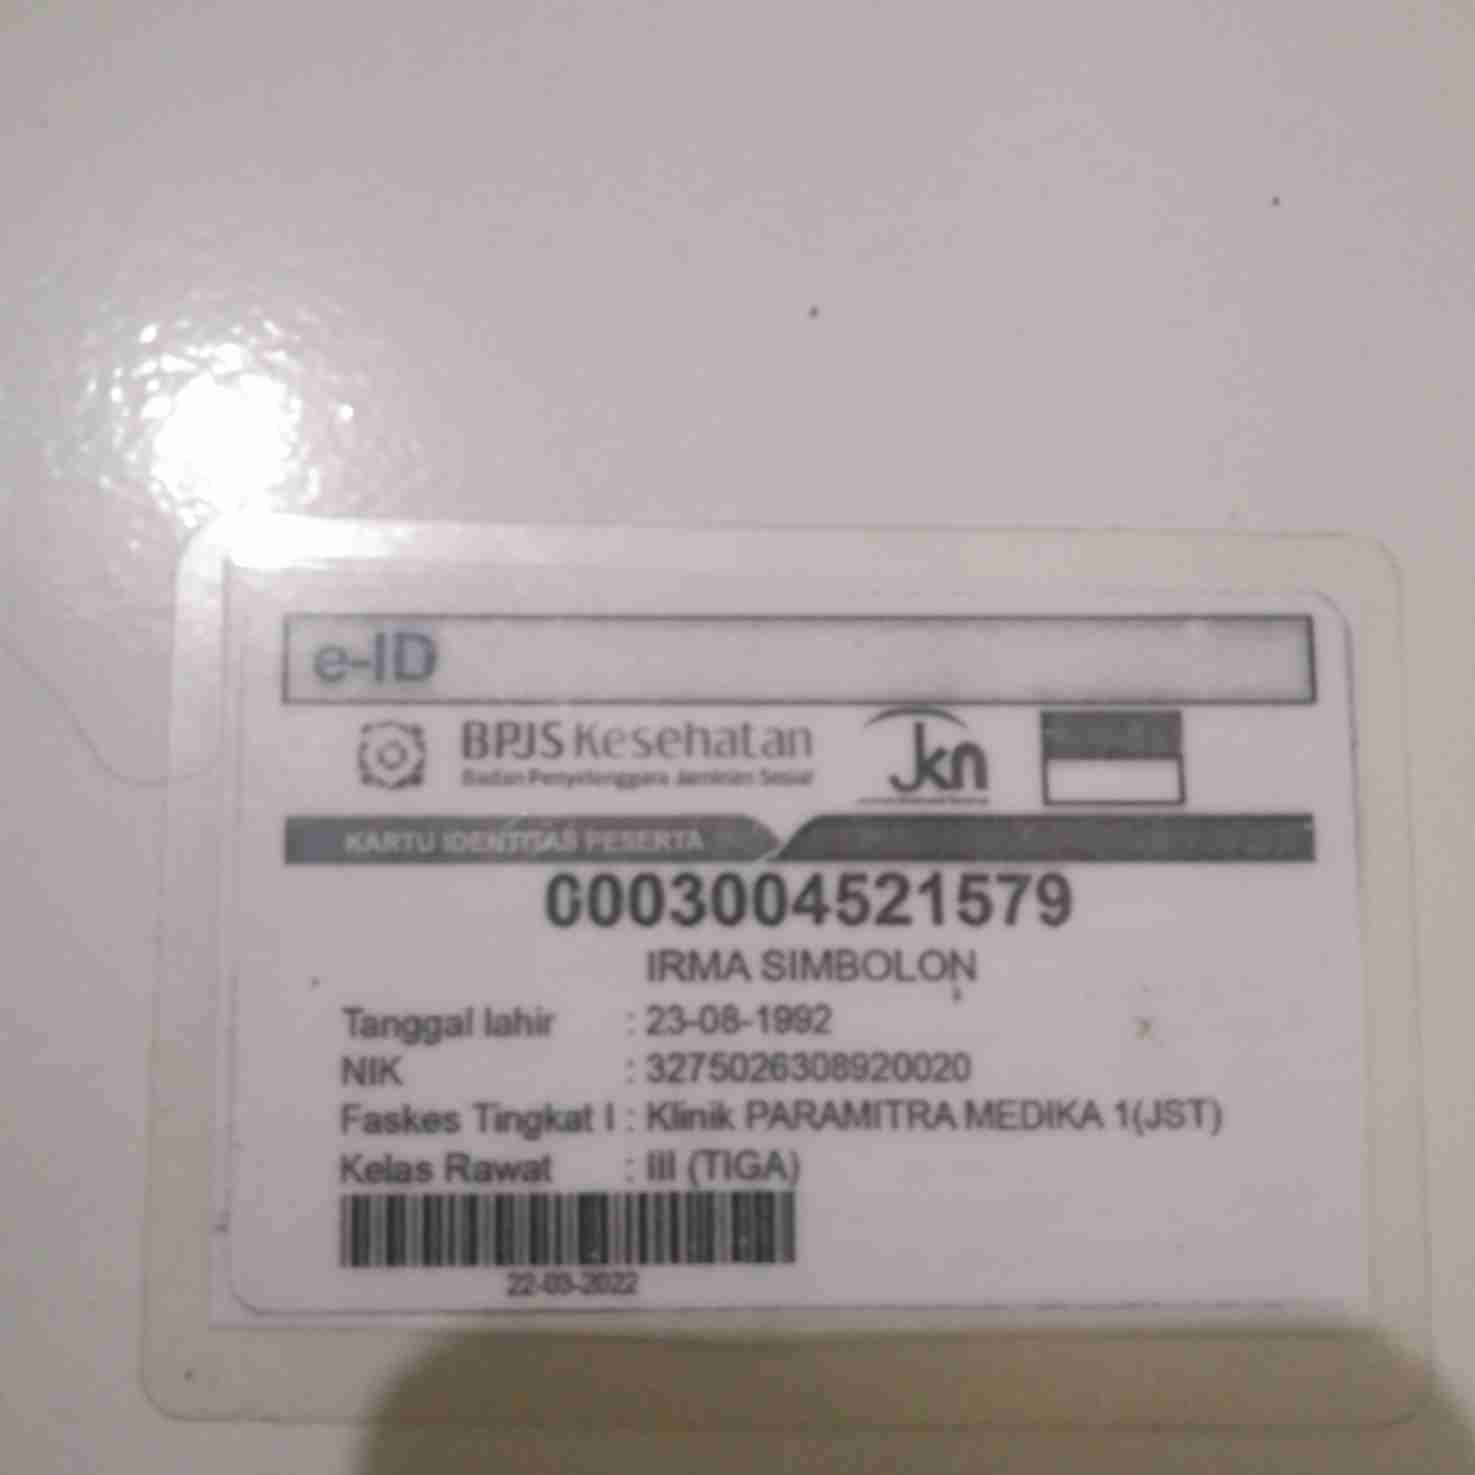 e-ID
BPJS Kesehatan
Badan Penyelenggara Jaminan Sosial
jkn
KARTU IDENTITAS PESERTA
0003004521579
IRMA SIMBOLON
Tanggal lahir : 23-08-1992
NIK : 3275026308920020
Faskes Tingkat I : Klinik PARAMITRA MEDIKA 1(JST)
Kelas Rawat : III (TIGA)
22-03-2022